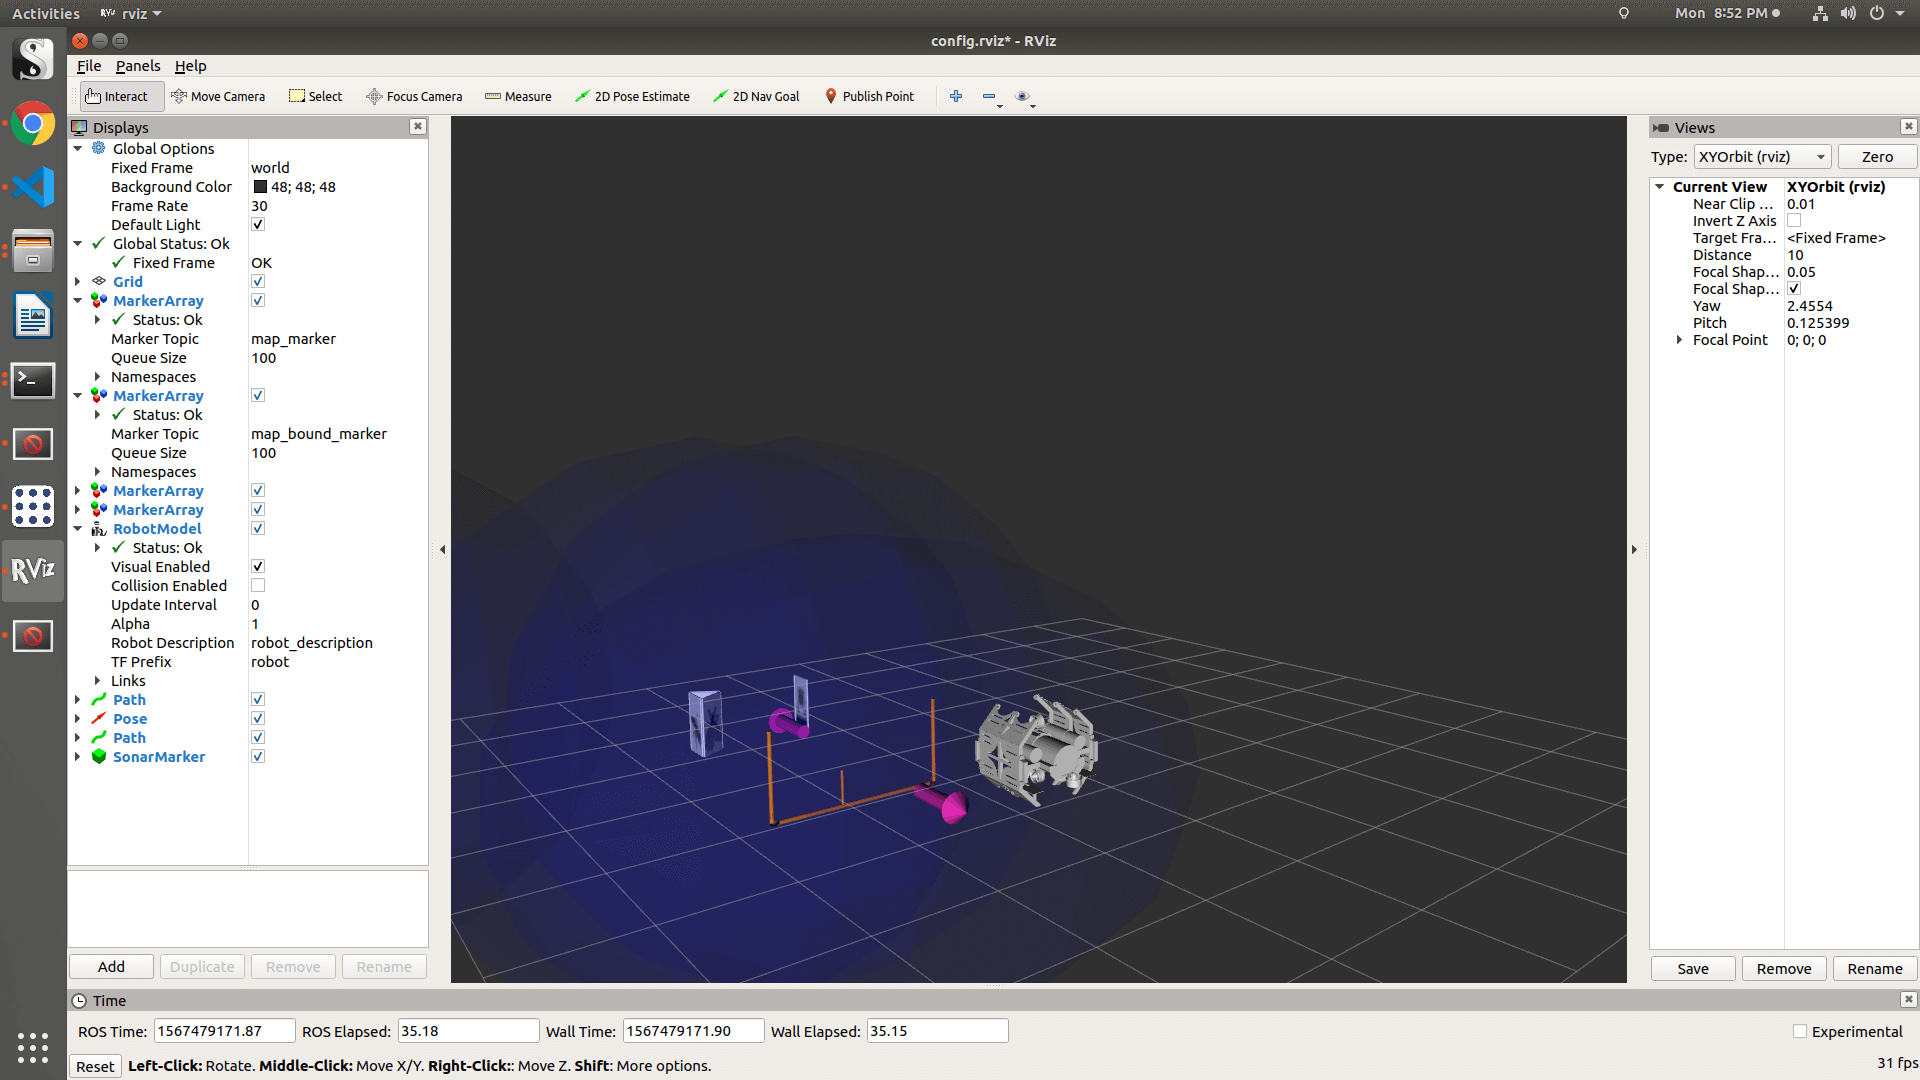 Activities RViz rviz Mon 8:52 PM
config.rviz* - RViz
File Panels Help
Interact Move Camera Select Focus Camera Measure 2D Pose Estimate 2D Nav Goal Publish Point
Displays
Global Options
Fixed Frame world
Background Color 48; 48; 48
Frame Rate 30
Default Light
Global Status: Ok
Fixed Frame OK
Grid
MarkerArray
Status: Ok
Marker Topic map_marker
Queue Size 100
Namespaces
MarkerArray
Status: Ok
Marker Topic map_bound_marker
Queue Size 100
Namespaces
MarkerArray
MarkerArray
RobotModel
Status: Ok
Visual Enabled
Collision Enabled
Update Interval 0
Alpha 1
Robot Description robot_description
TF Prefix robot
Links
Path
Pose
Path
SonarMarker
Add Duplicate Remove Rename
RViz
Views
Type: XYOrbit (rviz) Zero
Current View XYOrbit (rviz)
Near Clip ... 0.01
Invert Z Axis
Target Fra... <Fixed Frame>
Distance 10
Focal Shap... 0.05
Focal Shap...
Yaw 2.4554
Pitch 0.125399
Focal Point 0; 0; 0
Save Remove Rename
Time
ROS Time: 1567479171.87 ROS Elapsed: 35.18 Wall Time: 1567479171.90 Wall Elapsed: 35.15 Experimental
Reset Left-Click: Rotate. Middle-Click: Move X/Y. Right-Click:: Move Z. Shift: More options. 31 fps